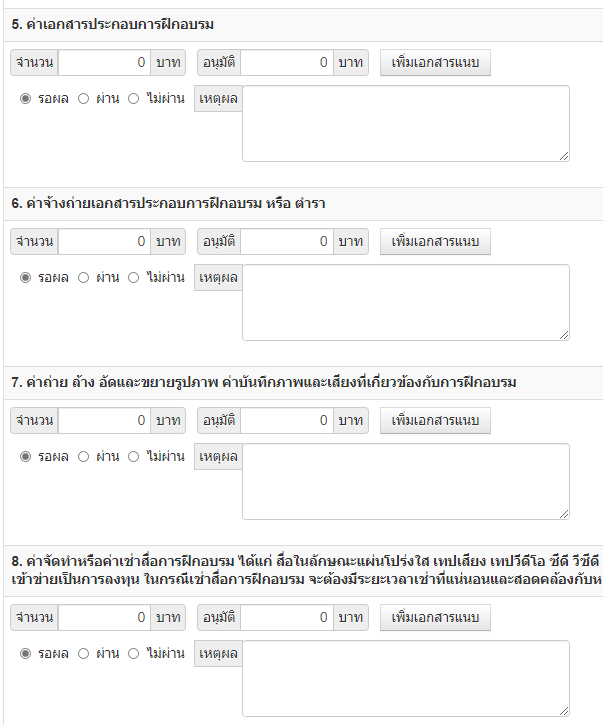 5. ค่าเอกสารประกอบการฝึกอบรม
จำนวน 0 บาท อนุมัติ 0 บาท เพิ่มเอกสารแนบ
รอผล ผ่าน ไม่ผ่าน เหตุผล
6. ค่าจ้างถ่ายเอกสารประกอบการฝึกอบรม หรือ ตำรา
จำนวน 0 บาท อนุมัติ 0 บาท เพิ่มเอกสารแนบ
รอผล ผ่าน ไม่ผ่าน เหตุผล
7. ค่าถ่าย ล้าง อัดและขยายรูปภาพ ค่าบันทึกภาพและเสียงที่เกี่ยวข้องกับการฝึกอบรม
จำนวน 0 บาท อนุมัติ 0 บาท เพิ่มเอกสารแนบ
รอผล ผ่าน ไม่ผ่าน เหตุผล
8. ค่าจัดทำหรือค่าเช่าสื่อการฝึกอบรม ได้แก่ สื่อในลักษณะแผ่นโปร่งใส เทปเสียง เทปวีดีโอ ซีดี วีซีดี
เข้าข่ายเป็นการลงทุน ในกรณีเช่าสื่อการฝึกอบรม จะต้องมีระยะเวลาเช่าที่แน่นอนและสอดคล้องกับห
จำนวน 0 บาท อนุมัติ 0 บาท เพิ่มเอกสารแนบ
รอผล ผ่าน ไม่ผ่าน เหตุผล